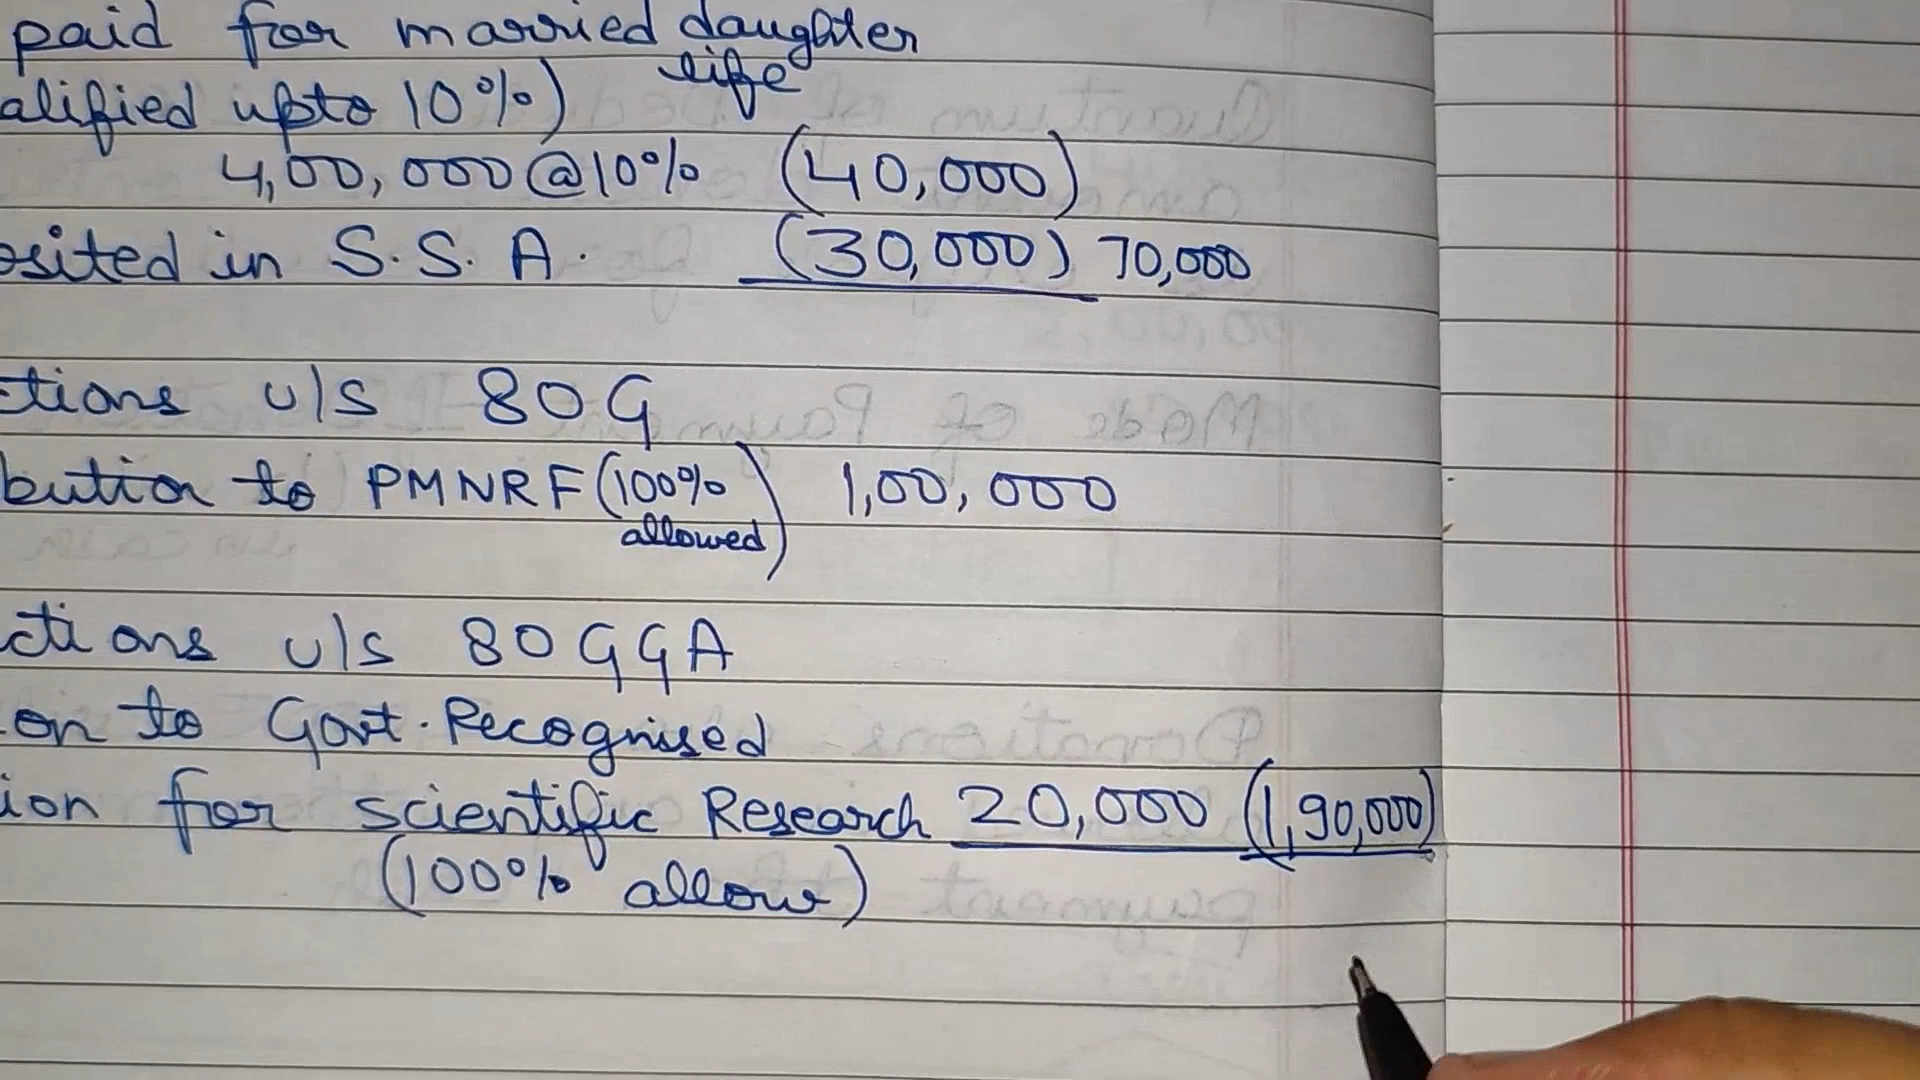 paid for married daughter
life
alified upto 10%)
4,00,000 @ 10% (40,000)
osited in S.S.A. (30,000) 70,000
ctions u/s 80G
bution to PMNRF (100% allowed) 1,00,000
ctions u/s 80GGA
on to Govt. Recognised
ion for scientific Research 20,000 (1,90,000)
(100% allow)